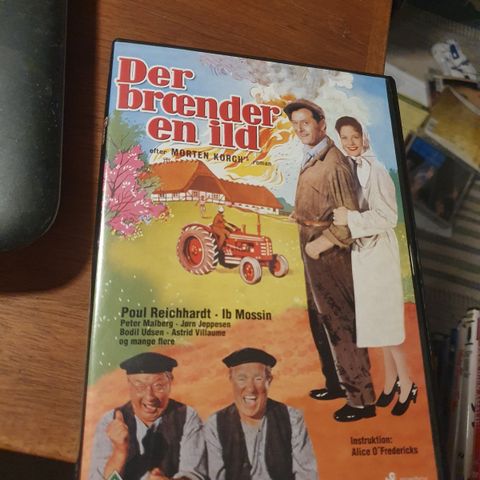 Der
brænder
en ild
efter MORTEN KORCH's roman
Poul Reichhardt · Ib Mossin
Peter Malberg · Jørn Jeppesen
Bodil Udsen · Astrid Villaume
og mange flere
Instruktion:
Alice O'Fredericks